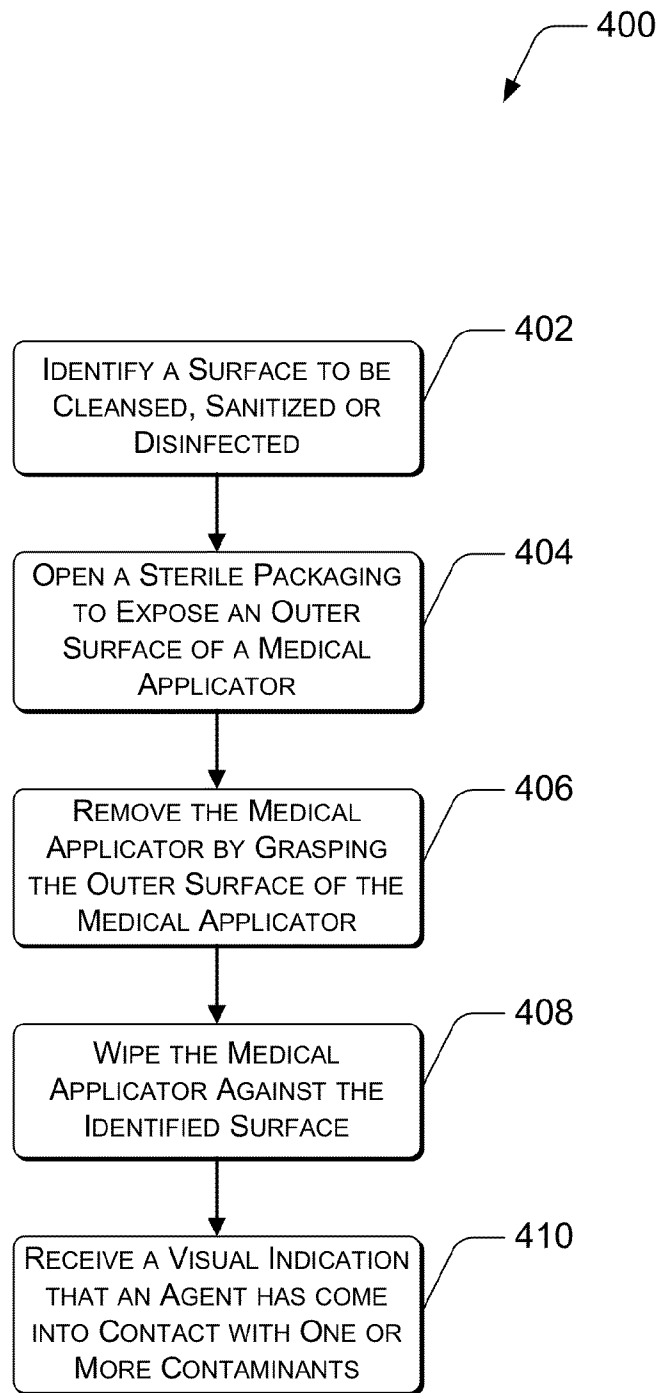 400
402
IDENTIFY A SURFACE TO BE
CLEANSED, SANITIZED OR
DISINFECTED
404
OPEN A STERILE PACKAGING
TO EXPOSE AN OUTER
SURFACE OF A MEDICAL
APPLICATOR
406
REMOVE THE MEDICAL
APPLICATOR BY GRASPING
THE OUTER SURFACE OF THE
MEDICAL APPLICATOR
408
WIPE THE MEDICAL
APPLICATOR AGAINST THE
IDENTIFIED SURFACE
410
RECEIVE A VISUAL INDICATION
THAT AN AGENT HAS COME
INTO CONTACT WITH ONE OR
MORE CONTAMINANTS